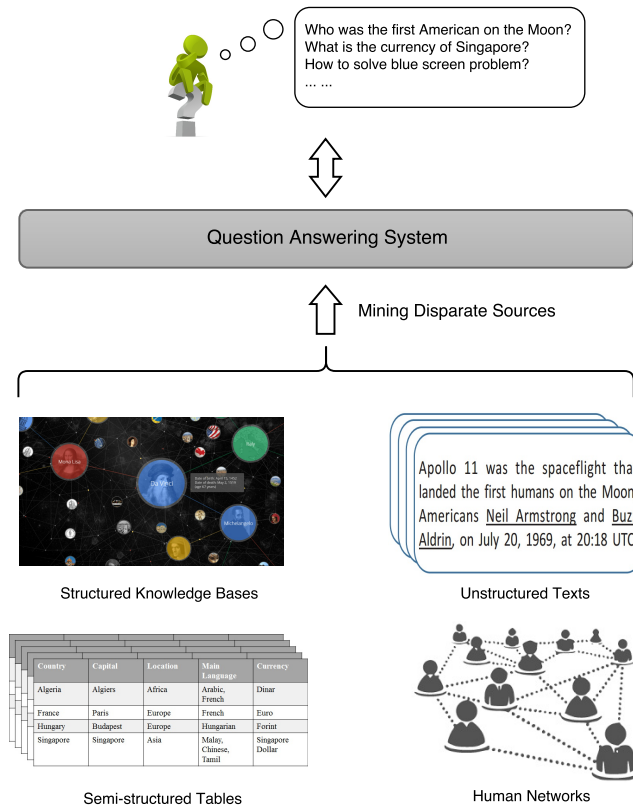 Who was the first American on the Moon?
What is the currency of Singapore?
How to solve blue screen problem?
... ...
Question Answering System
Mining Disparate Sources
Mona Lisa
Italy
Da Vinci
Michelangelo
Structured Knowledge Bases
Apollo 11 was the spaceflight tha
landed the first humans on the Moon
Americans Neil Armstrong and Buz
Aldrin, on July 20, 1969, at 20:18 UTC
Unstructured Texts
Country Capital Location Main Language Currency
Algeria Algiers Africa Arabic, French Dinar
France Paris Europe French Euro
Hungary Budapest Europe Hungarian Forint
Singapore Singapore Asia Malay, Chinese, Tamil Singapore Dollar
Semi-structured Tables
Human Networks